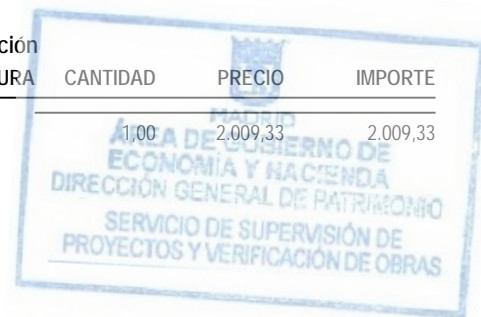 ción
URA CANTIDAD PRECIO IMPORTE
1,00 2.009,33 2.009,33
MADRID
ÁREA DE GOBIERNO DE
ECONOMÍA Y HACIENDA
DIRECCIÓN GENERAL DE PATRIMONIO
SERVICIO DE SUPERVISIÓN DE
PROYECTOS Y VERIFICACIÓN DE OBRAS